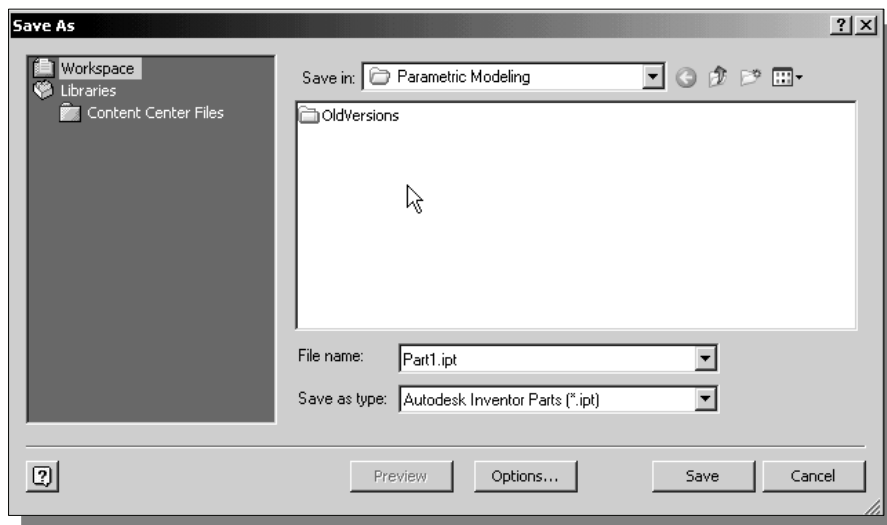 Save As
Workspace
Libraries
Content Center Files
Save in: Parametric Modeling
OldVersions
File name: Part1.ipt
Save as type: Autodesk Inventor Parts (*.ipt)
Preview Options... Save Cancel